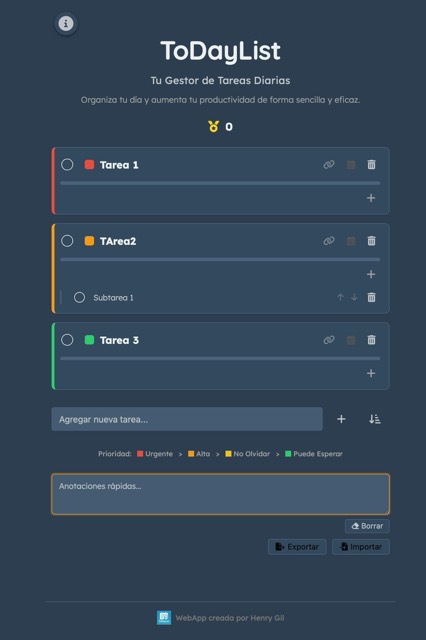 ToDayList
Tu Gestor de Tareas Diarias
Organiza tu día y aumenta tu productividad de forma sencilla y eficaz.
0
Tarea 1
TArea2
Subtarea 1
Tarea 3
Agregar nueva tarea...
Prioridad: Urgente > Alta > No Olvidar > Puede Esperar
Anotaciones rápidas...
Borrar
Exportar Importar
WebApp creada por Henry Gil